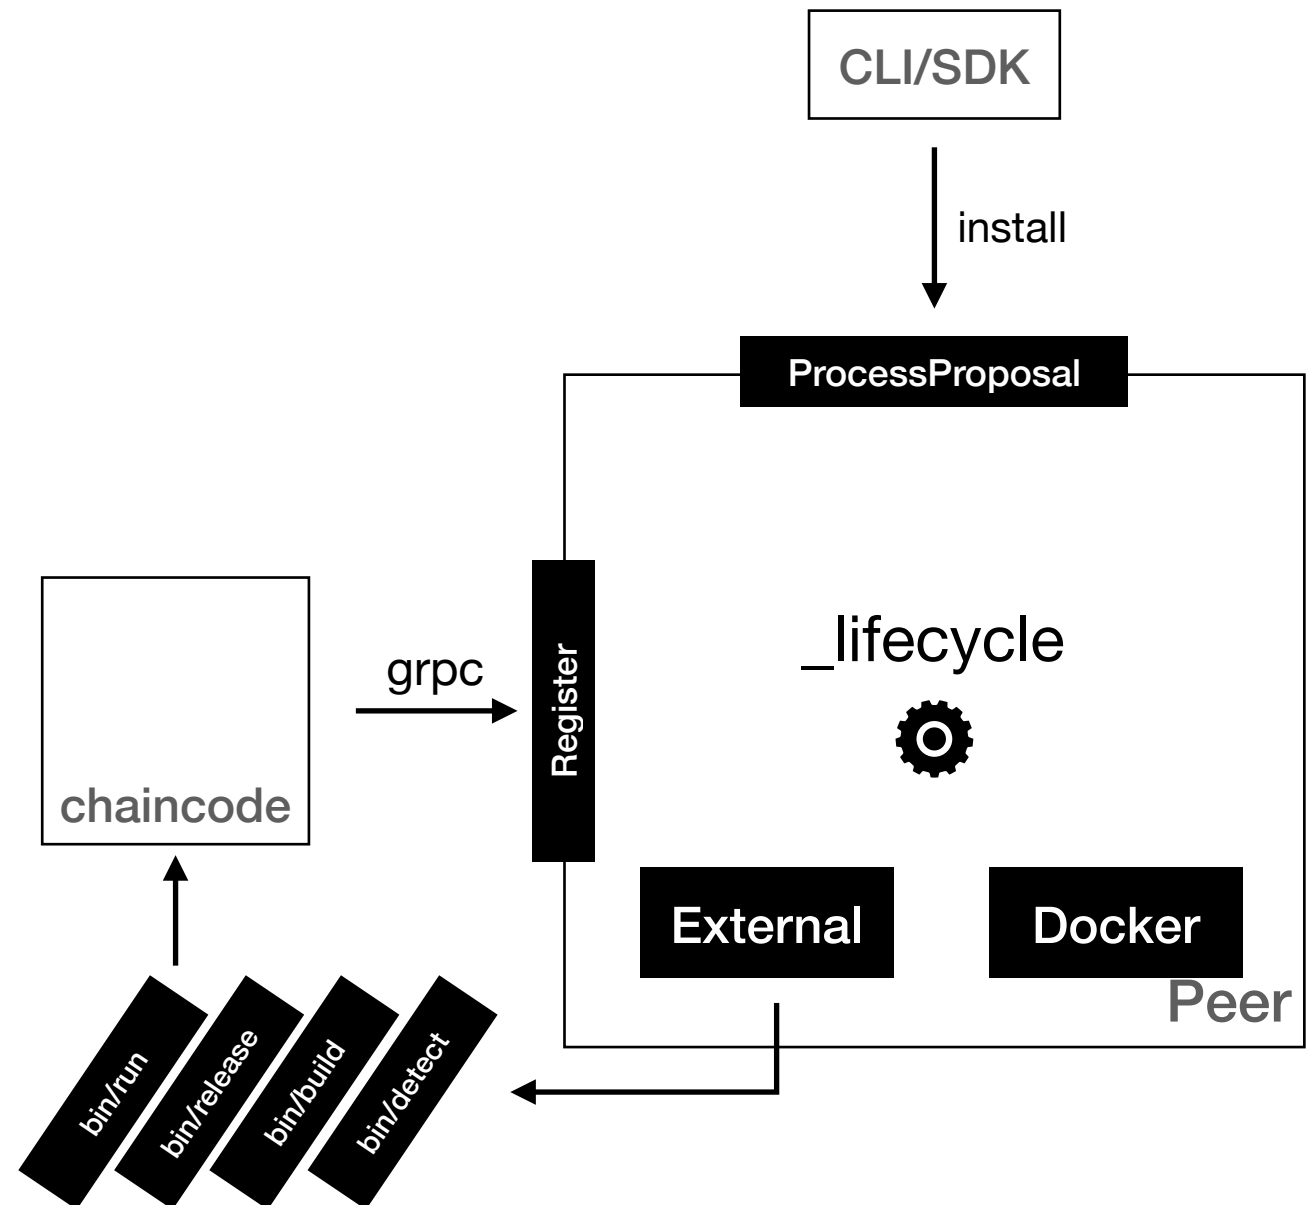 CLI/SDK
install
ProcessProposal
_lifecycle
Register
grpc
chaincode
External
Docker
Peer
bin/run
bin/release
bin/build
bin/detect